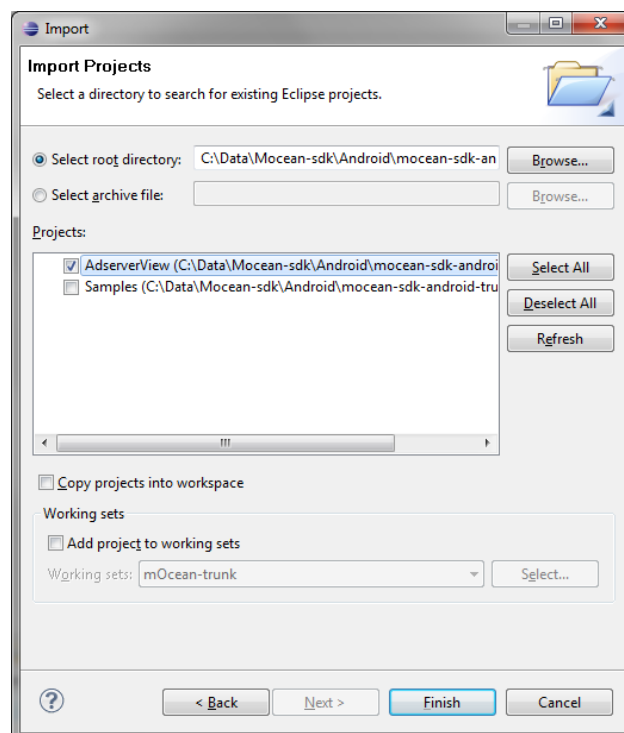 Import
Import Projects
Select a directory to search for existing Eclipse projects.
Select root directory: C:\Data\Mocean-sdk\Android\mocean-sdk-an Browse...
Select archive file: Browse...
Projects:
AdserverView (C:\Data\Mocean-sdk\Android\mocean-sdk-androi
Samples (C:\Data\Mocean-sdk\Android\mocean-sdk-android-tru
Select All
Deselect All
Refresh
Copy projects into workspace
Working sets
Add project to working sets
Working sets: mOcean-trunk Select...
? < Back Next > Finish Cancel